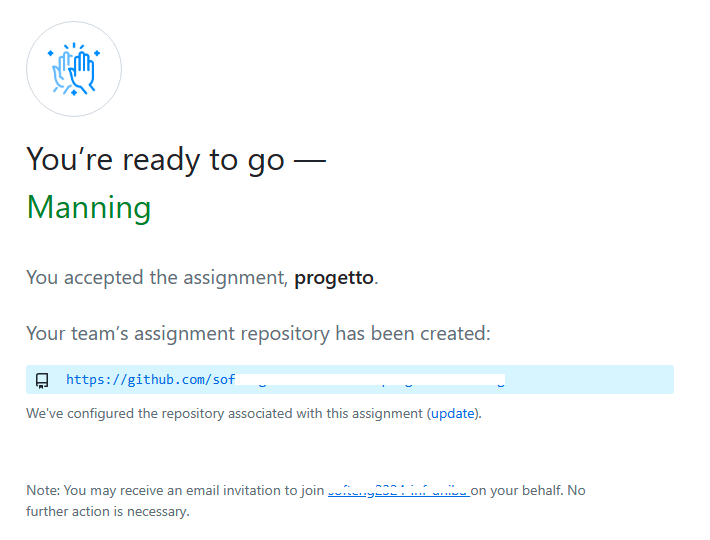 You're ready to go —
Manning
You accepted the assignment, progetto.
Your team's assignment repository has been created:
https://github.com/sof
We've configured the repository associated with this assignment (update).
Note: You may receive an email invitation to join on your behalf. No
further action is necessary.